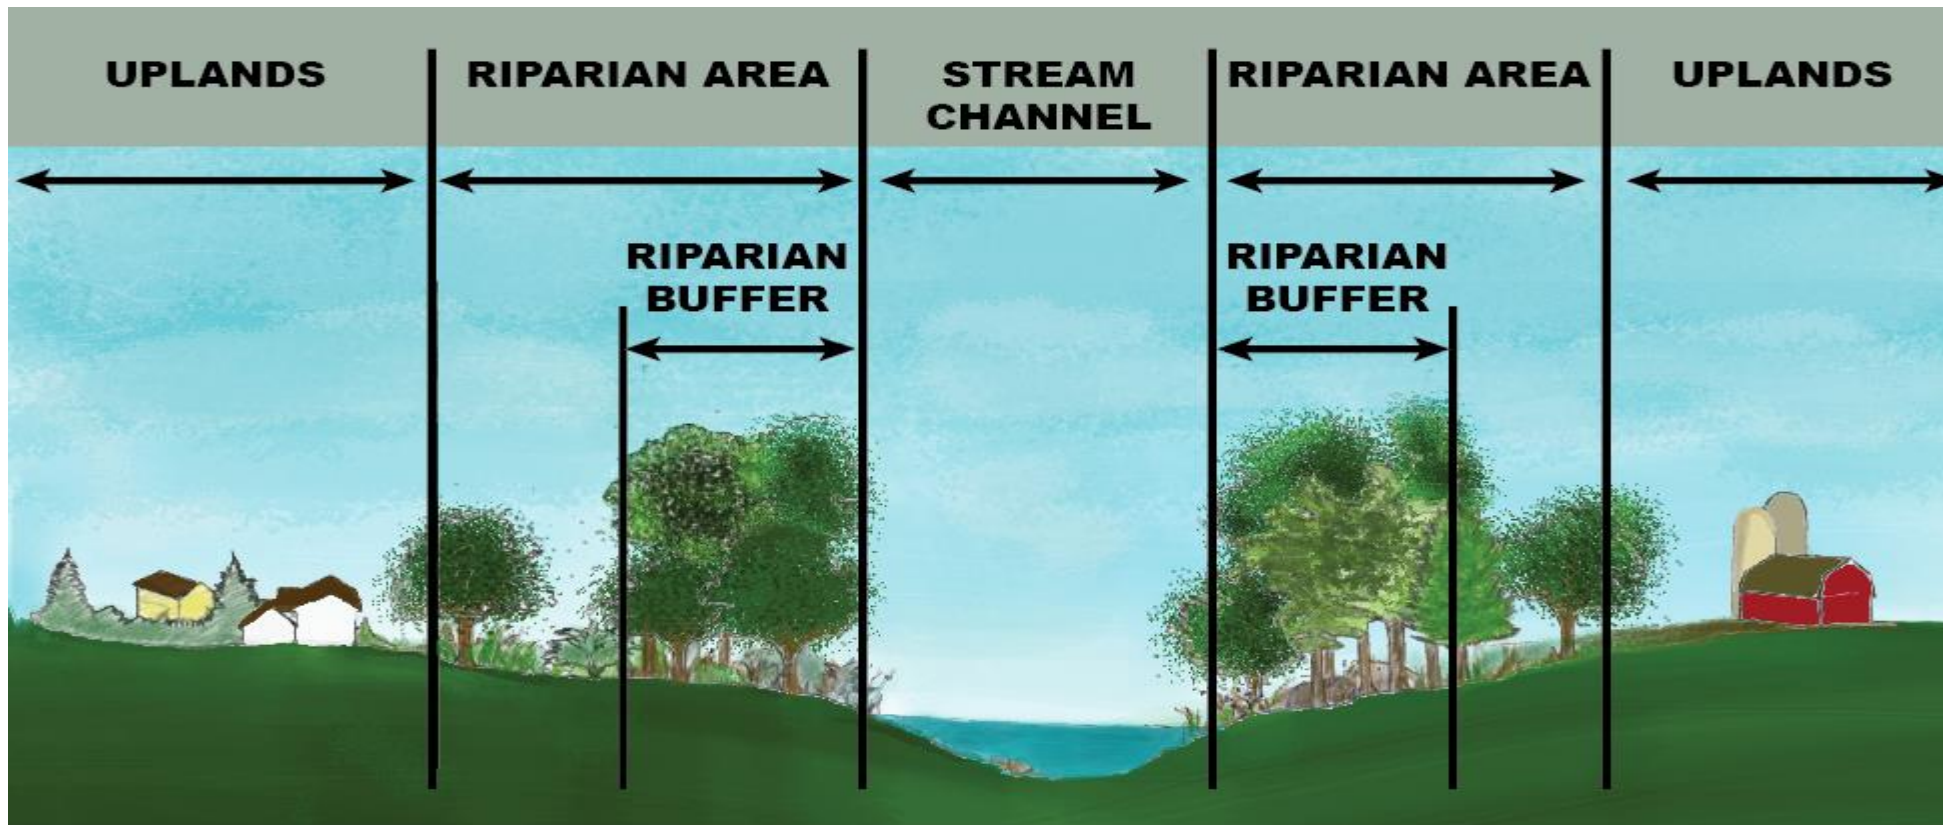 UPLANDS
RIPARIAN AREA
STREAM
CHANNEL
RIPARIAN AREA
UPLANDS
RIPARIAN
BUFFER
RIPARIAN
BUFFER